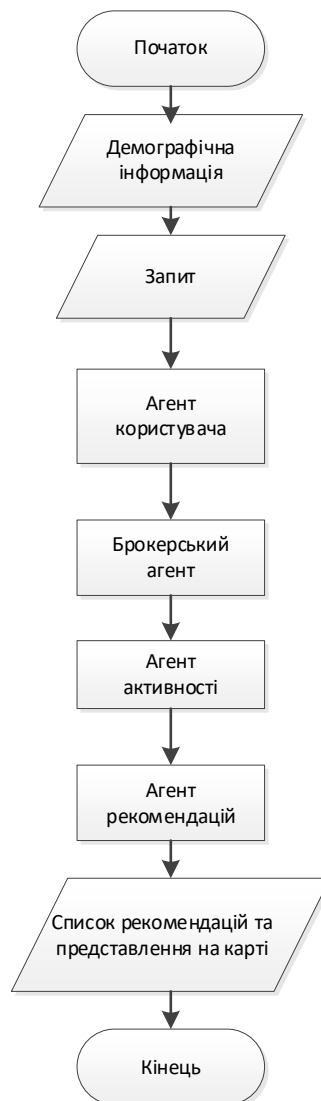 Початок
Демографічна
інформація
Запит
Агент
користувача
Брокерський
агент
Агент
активності
Агент
рекомендацій
Список рекомендацій та
представлення на карті
Кінець